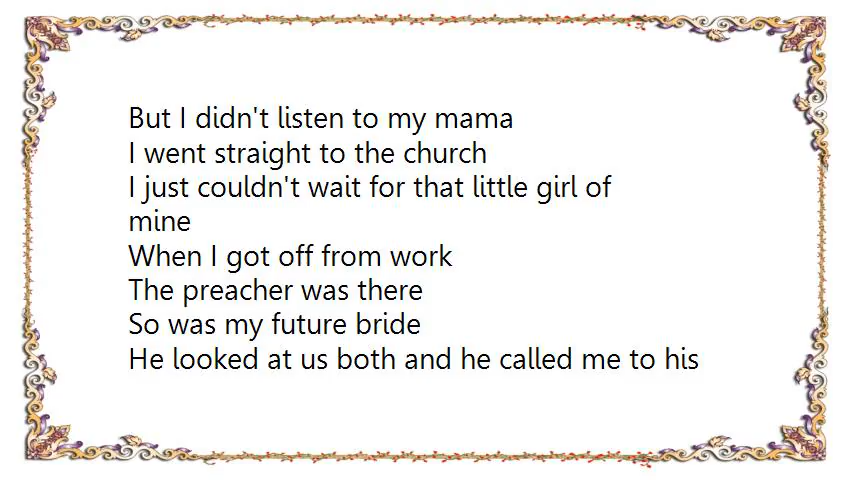 But I didn't listen to my mama
I went straight to the church
I just couldn't wait for that little girl of
mine
When I got off from work
The preacher was there
So was my future bride
He looked at us both and he called me to his